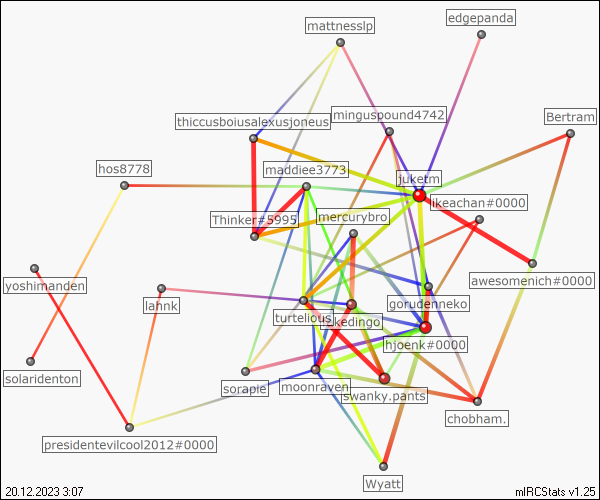 edgepanda
mattnesslp
minguspound4742
Bertram
thiccusboiusalexusjoneus
hos8778
maddiee3773
juketm
likeachan#0000
Thinker#5995
mercurybro
yoshimanden
lahnk
awesomenich#0000
gorudenneko
turtelious
zkedingo
hjoenk#0000
solaridenton
sorapie
moonraven
swanky.pants
chobham.
presidentevilcool2012#0000
Wyatt
20.12.2023 3:07
mIRCStats v1.25